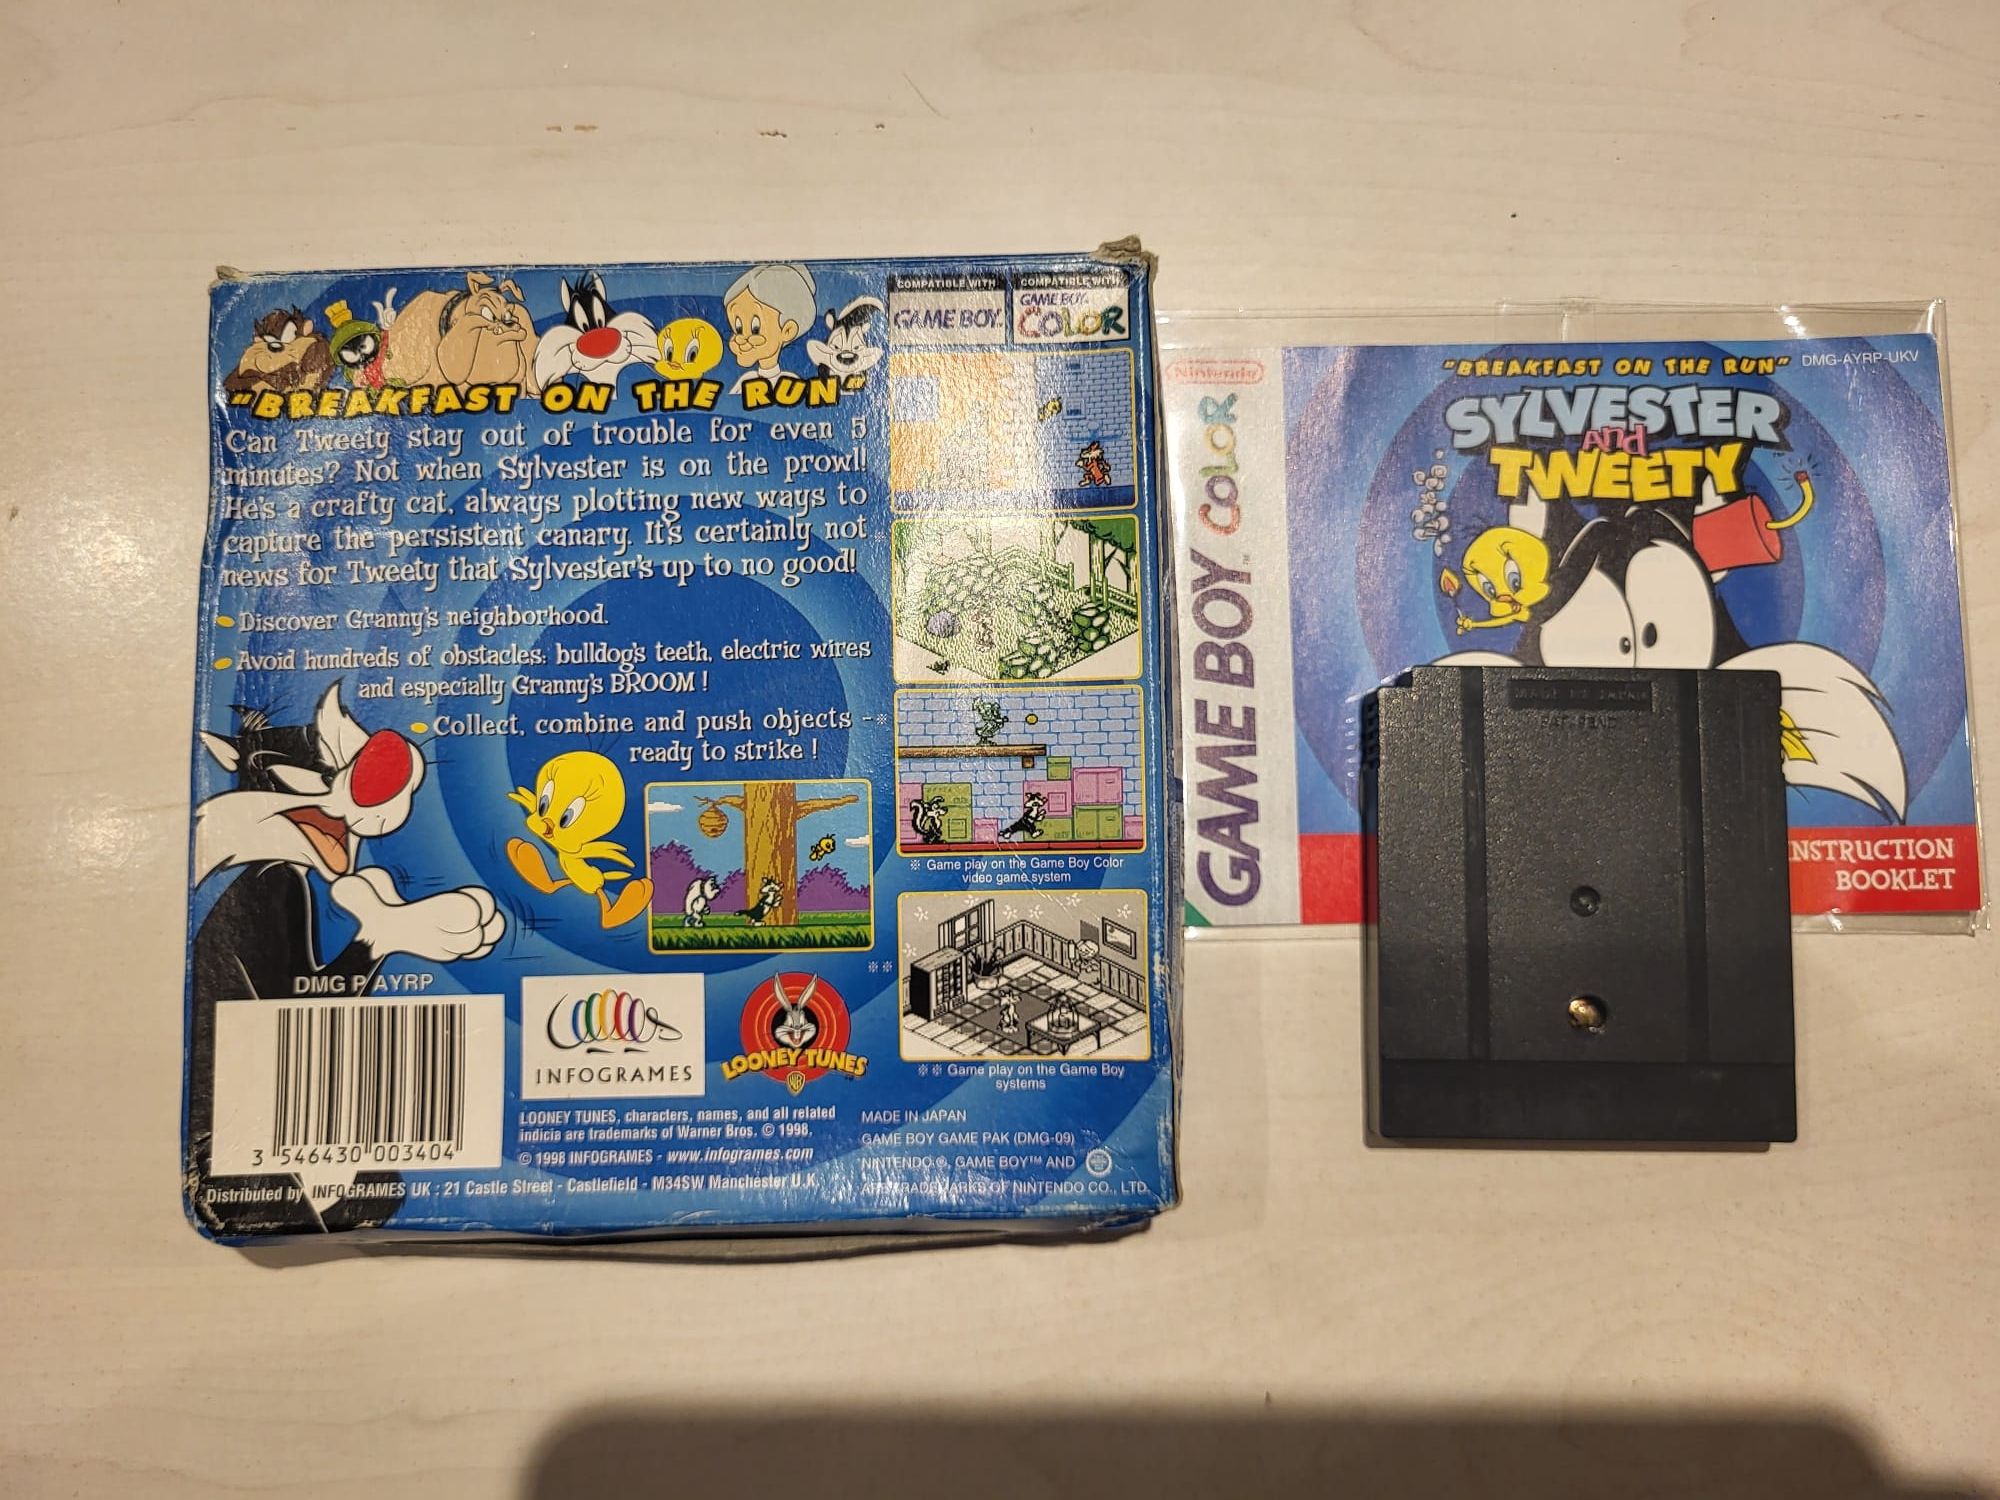 COMPATIBLE WITH
GAME BOY
COMPATIBLE WITH
GAME BOY
COLOR
"BREAKFAST ON THE RUN"
Can Tweety stay out of trouble for even 5
minutes? Not when Sylvester is on the prowl!
He's a crafty cat, always plotting new ways to
capture the persistent canary. It's certainly not
news for Tweety that Sylvester's up to no good!
Discover Granny's neighborhood.
Avoid hundreds of obstacles: bulldog's teeth, electric wires
and especially Granny's BROOM !
Collect, combine and push objects -
ready to strike !
※ Game play on the Game Boy Color
video game system
※※
※※ Game play on the Game Boy
systems
DMG P AYRP
3 546430 003404
INFOGRAMES
LOONEY TUNES
WB
LOONEY TUNES, characters, names, and all related
indicia are trademarks of Warner Bros. © 1998.
© 1998 INFOGRAMES - www.infogrames.com
Distributed by INFOGRAMES UK : 21 Castle Street - Castlefield - M34SW Manchester U.K.
MADE IN JAPAN
GAME BOY GAME PAK (DMG-09)
NINTENDO®, GAME BOY™ AND
ARE TRADEMARKS OF NINTENDO CO., LTD.
Nintendo
GAME BOY COLOR
"BREAKFAST ON THE RUN" DMG-AYRP-UKV
SYLVESTER
AND
TWEETY
NSTRUCTION
BOOKLET
MADE IN JAPAN
PAT. PEND